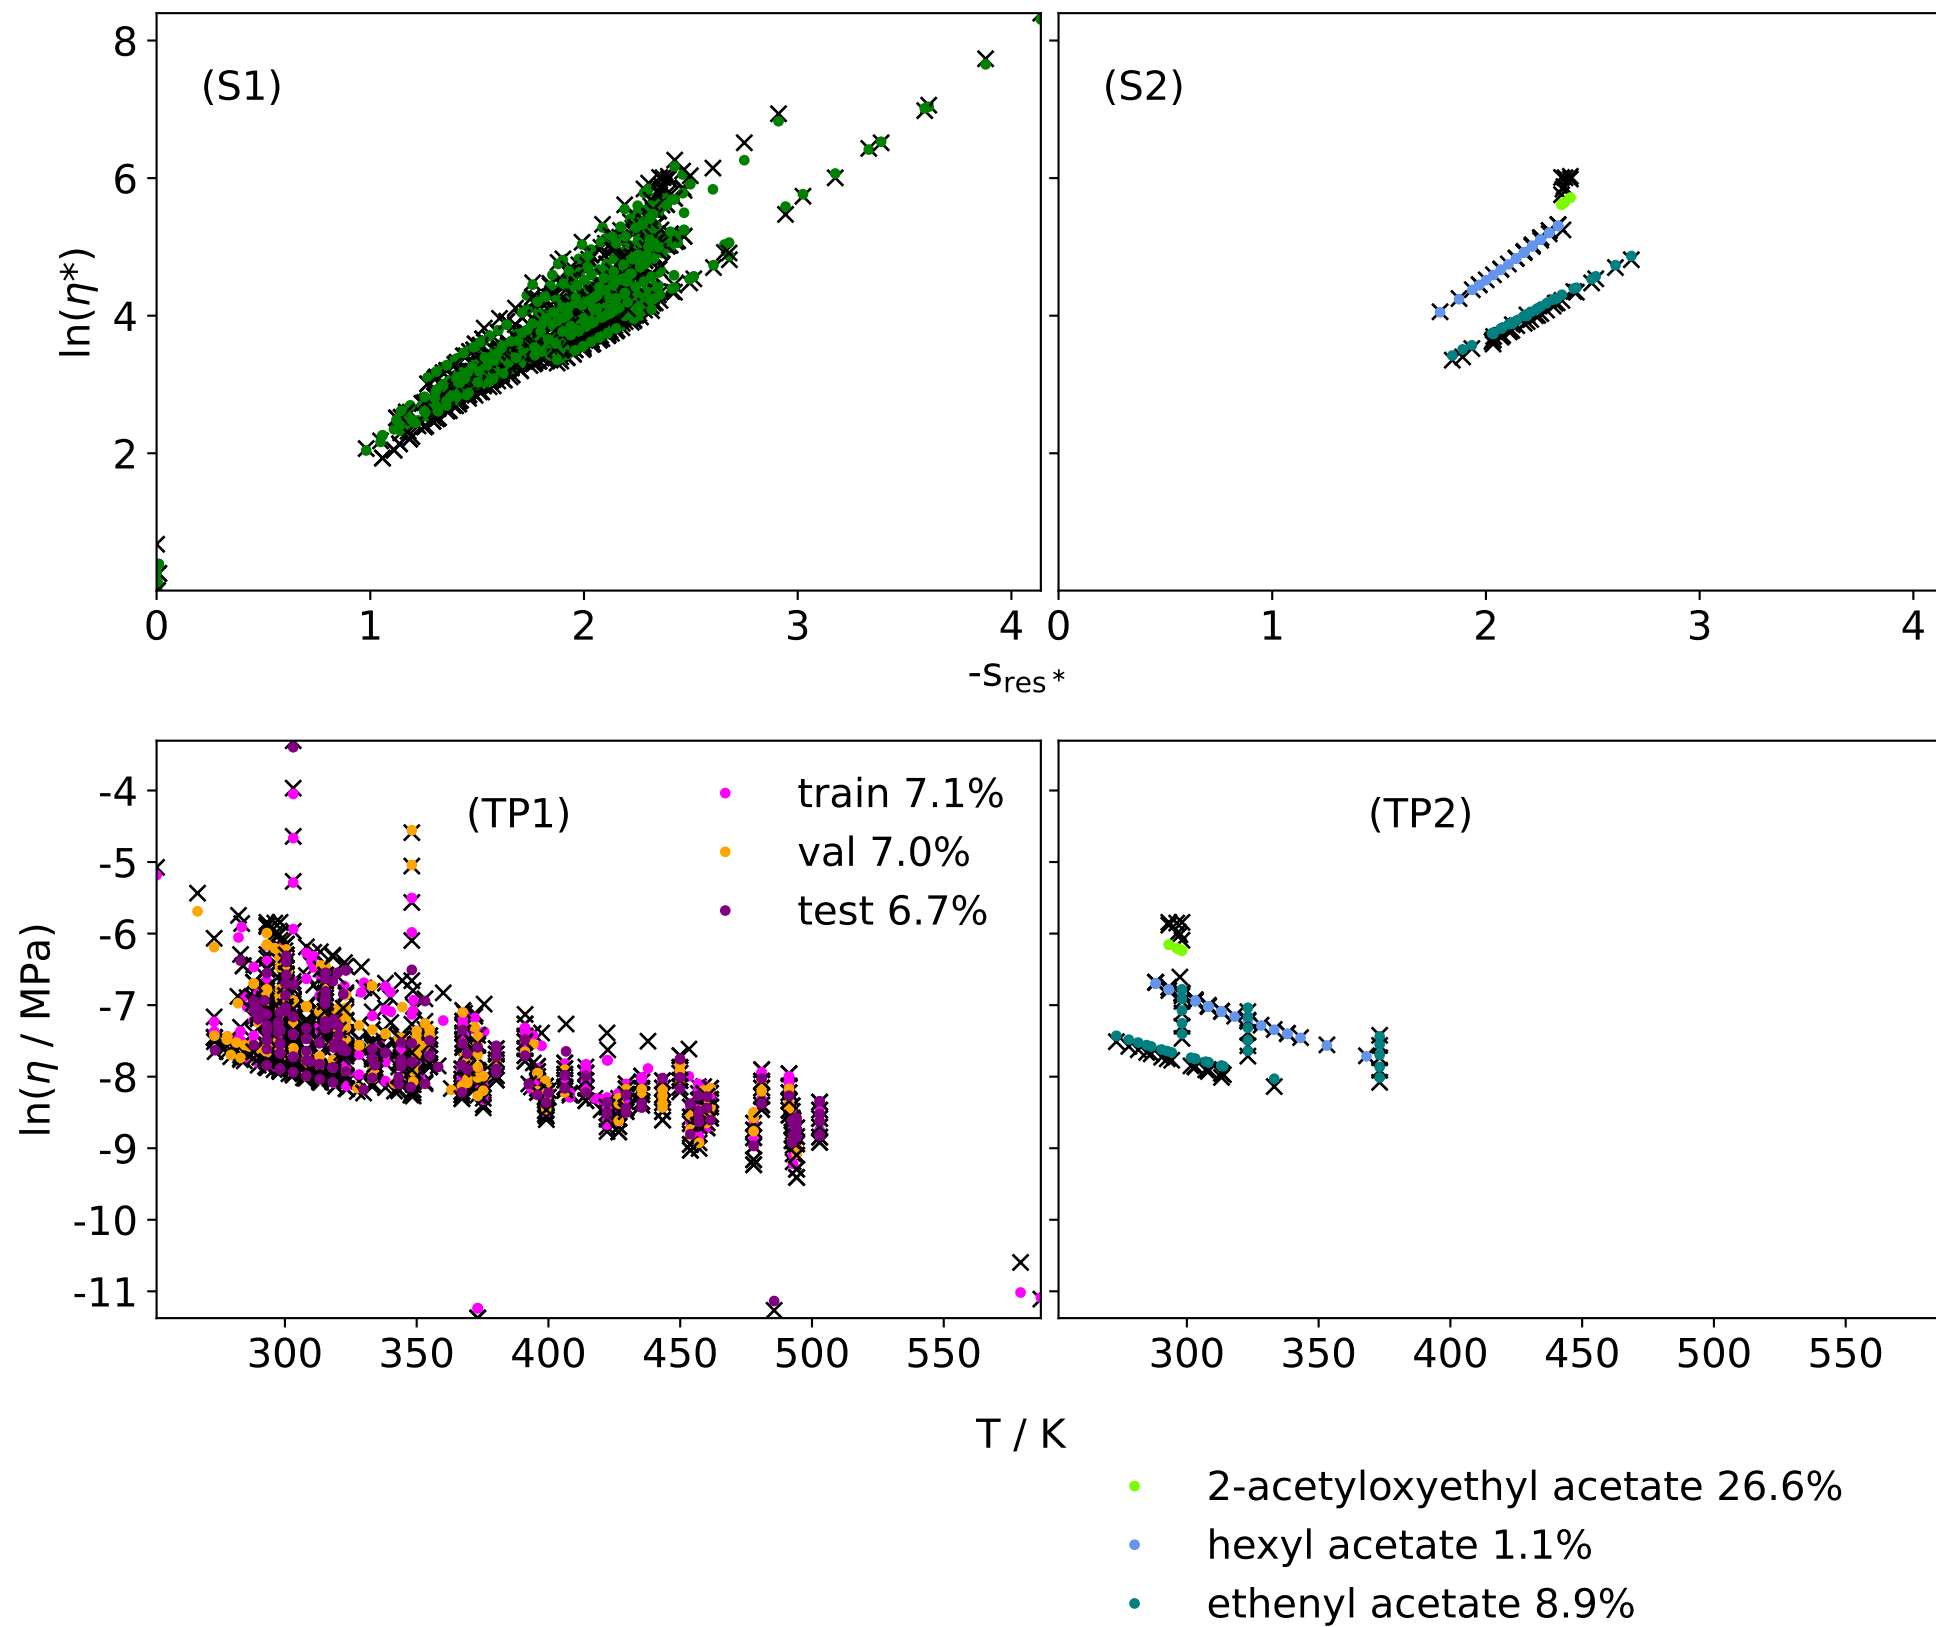 8
6
4
2
ln(η*)
(S1)
(S2)
0 1 2 3 4 0 1 2 3 4
-s_res*
-4
-5
-6
-7
-8
-9
-10
-11
ln(η / MPa)
(TP1)
train 7.1%
val 7.0%
test 6.7%
(TP2)
300 350 400 450 500 550 300 350 400 450 500 550
T / K
2-acetyloxyethyl acetate 26.6%
hexyl acetate 1.1%
ethenyl acetate 8.9%